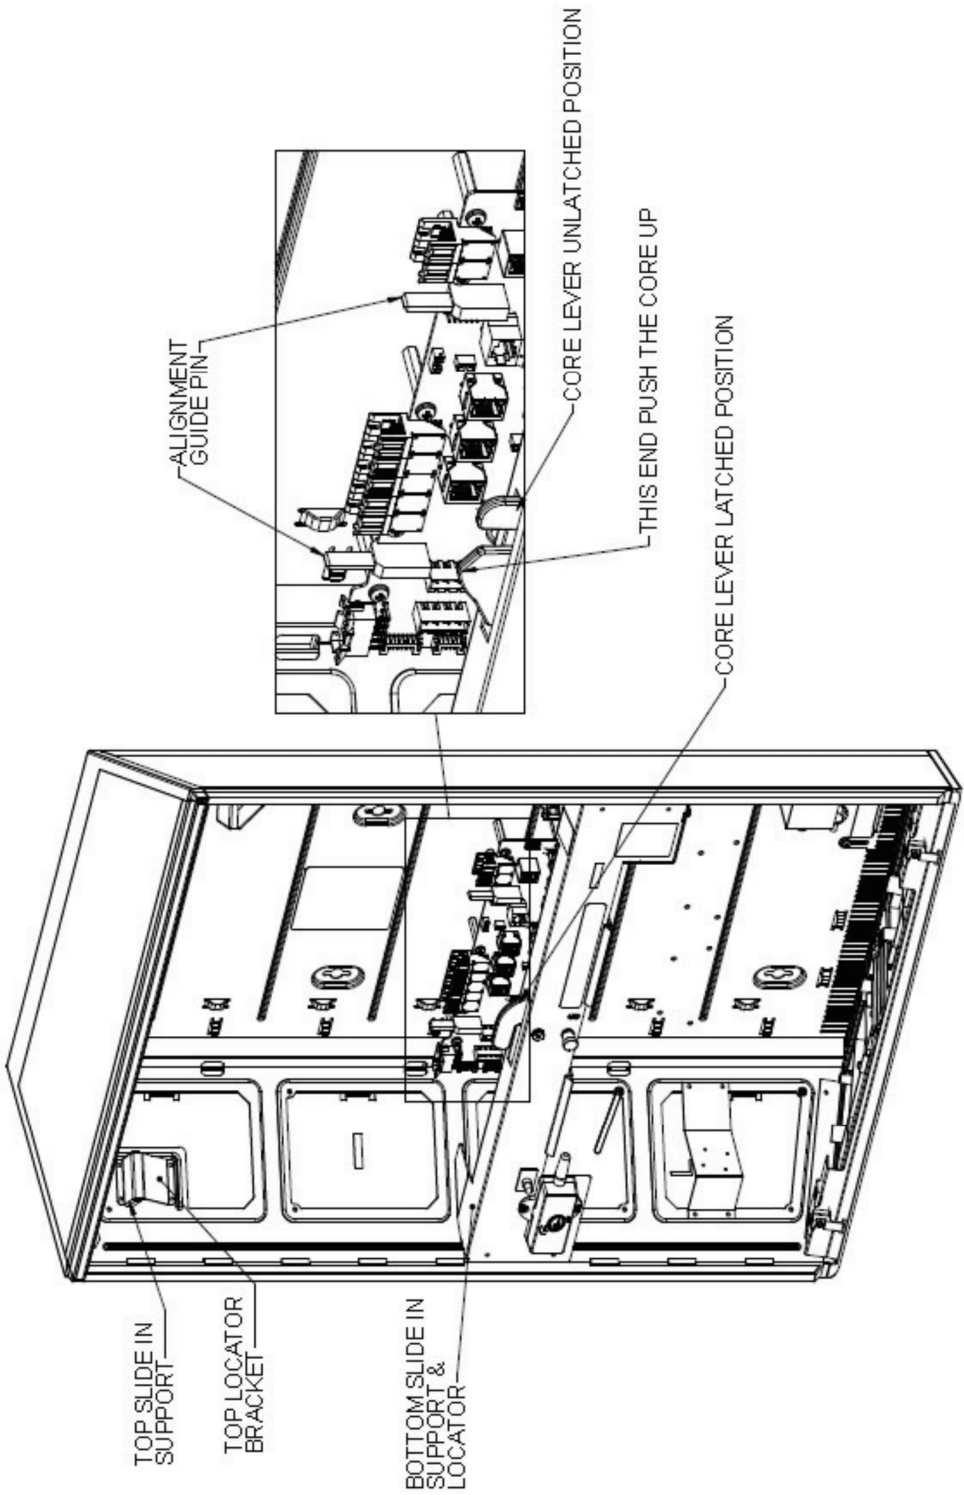 TOP SLIDE IN
SUPPORT
TOP LOCATOR
BRACKET
BOTTOM SLIDE IN
SUPPORT &
LOCATOR
ALIGNMENT
GUIDE PIN
CORE LEVER UNLATCHED POSITION
THIS END PUSH THE CORE UP
CORE LEVER LATCHED POSITION